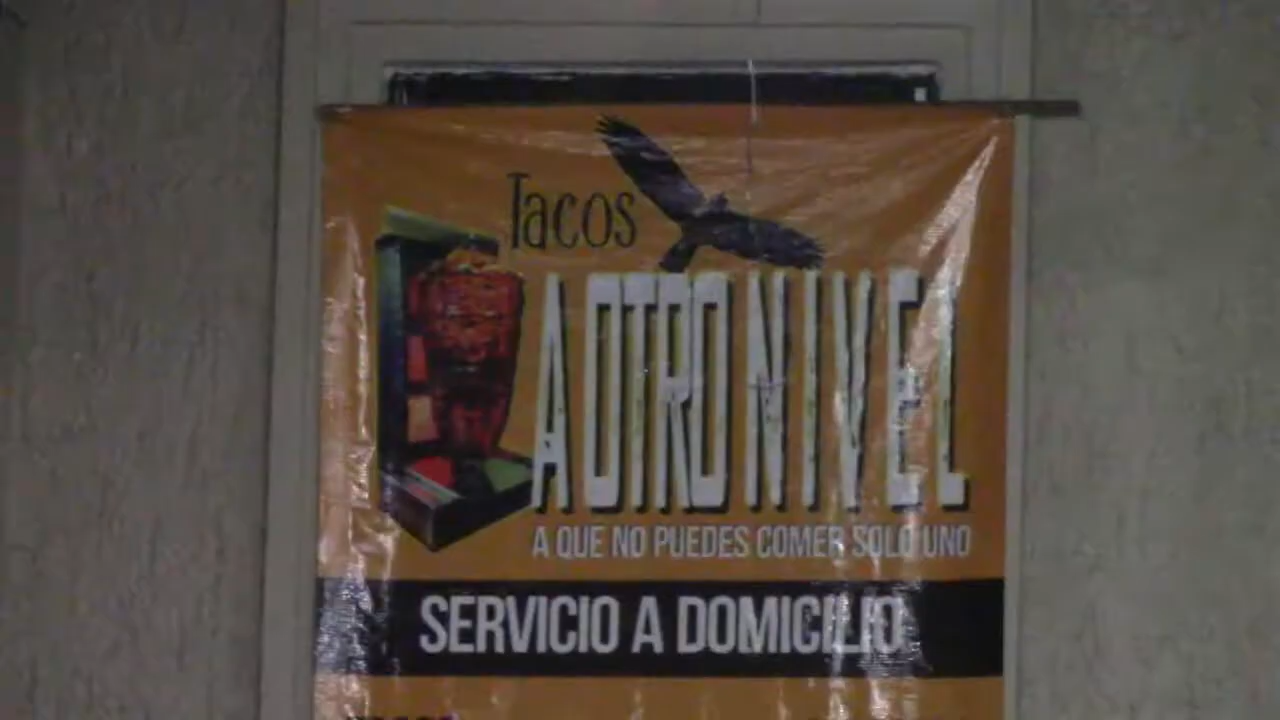 Tacos
A OTRO NIVEL
A QUE NO PUEDES COMER SOLO UNO
SERVICIO A DOMICILIO